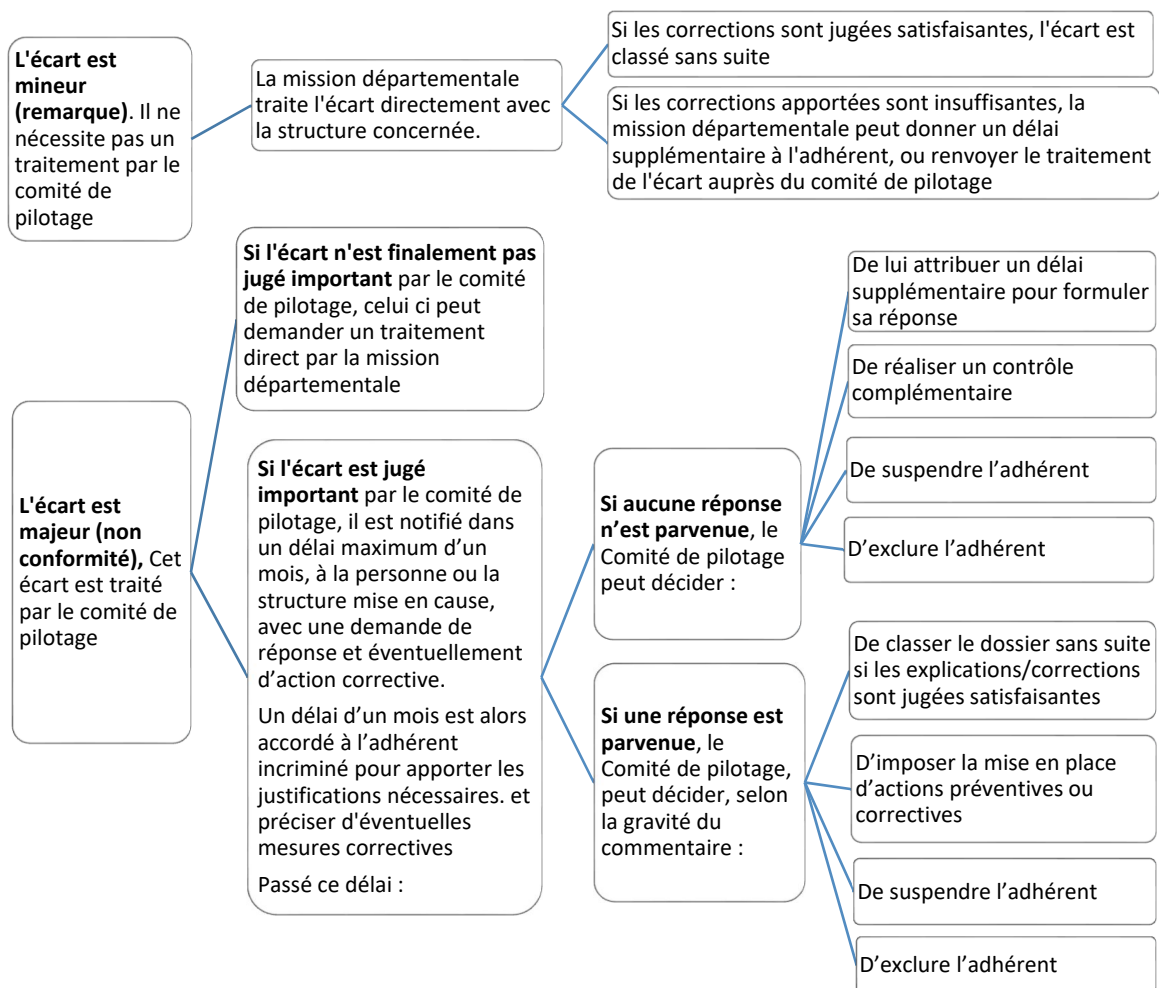 L'écart est
mineur
(remarque). Il ne
nécessite pas un
traitement par le
comité de
pilotage
La mission départementale
traite l'écart directement avec
la structure concernée.
Si les corrections sont jugées satisfaisantes, l'écart est
classé sans suite
Si les corrections apportées sont insuffisantes, la
mission départementale peut donner un délai
supplémentaire à l'adhérent, ou renvoyer le traitement
de l'écart auprès du comité de pilotage
L'écart est
majeur (non
conformité), Cet
écart est traité
par le comité de
pilotage
Si l'écart n'est finalement pas
jugé important par le comité
de pilotage, celui ci peut
demander un traitement
direct par la mission
départementale
Si l'écart est jugé
important par le comité de
pilotage, il est notifié dans
un délai maximum d’un
mois, à la personne ou la
structure mise en cause,
avec une demande de
réponse et éventuellement
d’action corrective.
Un délai d’un mois est alors
accordé à l’adhérent
incriminé pour apporter les
justifications nécessaires. et
préciser d'éventuelles
mesures correctives
Passé ce délai :
Si aucune réponse
n’est parvenue, le
Comité de pilotage
peut décider :
De lui attribuer un délai
supplémentaire pour formuler
sa réponse
De réaliser un contrôle
complémentaire
De suspendre l’adhérent
D’exclure l’adhérent
Si une réponse est
parvenue, le
Comité de pilotage,
peut décider, selon
la gravité du
commentaire :
De classer le dossier sans suite
si les explications/corrections
sont jugées satisfaisantes
D’imposer la mise en place
d’actions préventives ou
correctives
De suspendre l’adhérent
D’exclure l’adhérent